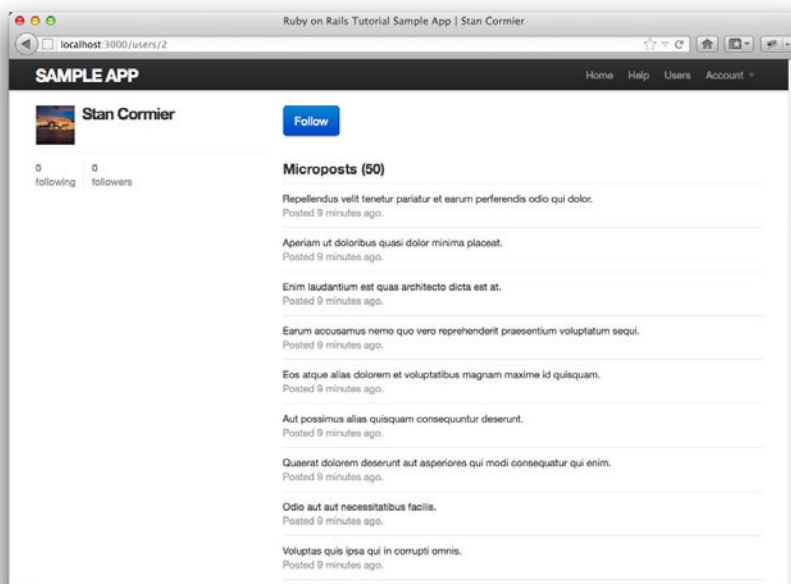 Ruby on Rails Tutorial Sample App | Stan Cormier
localhost:3000/users/2
SAMPLE APP
Home Help Users Account
Stan Cormier
0 following
0 followers
Follow
Microposts (50)
Repellendus velit tenetur pariatur et earum perferendis odio qui dolor.
Posted 9 minutes ago.
Aperiam ut doloribus quasi dolor minima placeat.
Posted 9 minutes ago.
Enim laudantium est quas architecto dicta est at.
Posted 9 minutes ago.
Earum accusamus nemo quo vero reprehenderit praesentium voluptatum sequi.
Posted 9 minutes ago.
Eos atque alias dolorem et voluptatibus magnam maxime id quisquam.
Posted 9 minutes ago.
Aut possimus alias quisquam consequuntur deserunt.
Posted 9 minutes ago.
Quaerat dolorem deserunt aut asperiores qui modi consequatur qui enim.
Posted 9 minutes ago.
Odio aut aut necessitatibus facilis.
Posted 9 minutes ago.
Voluptas quis ipsa qui in corrupti omnis.
Posted 9 minutes ago.